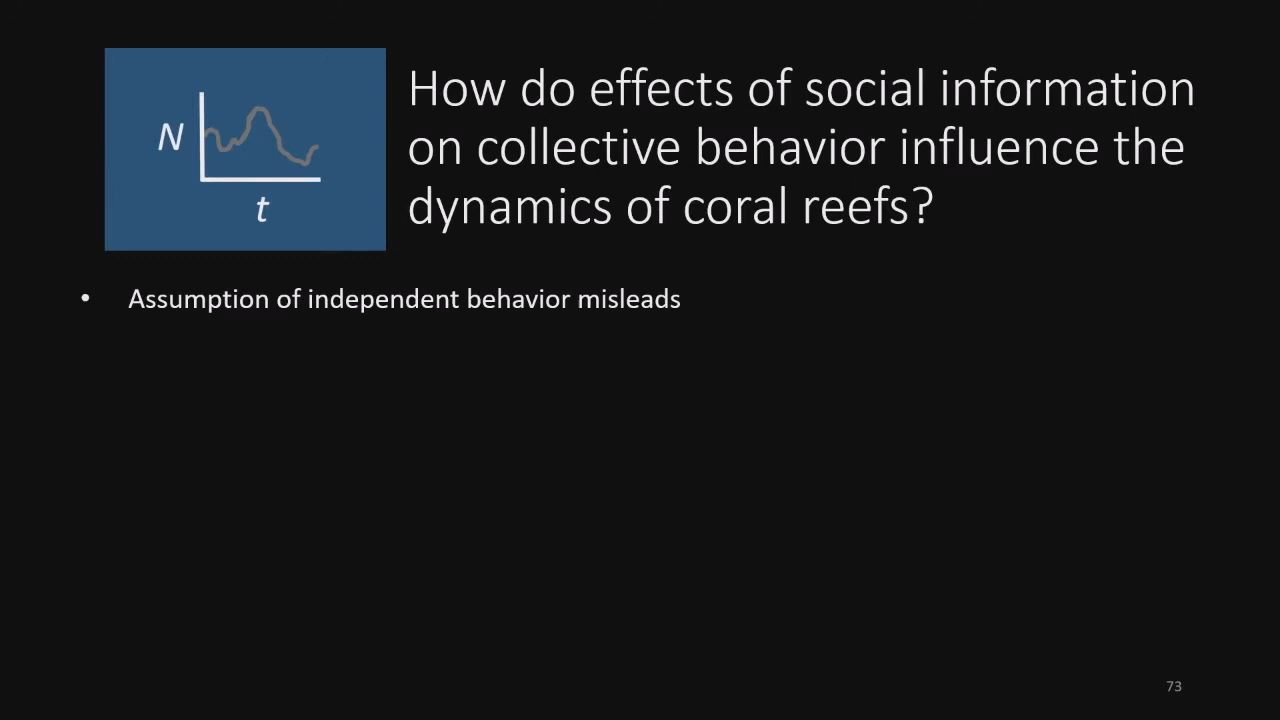 How do effects of social information
on collective behavior influence the
dynamics of coral reefs?
N
t
• Assumption of independent behavior misleads
73